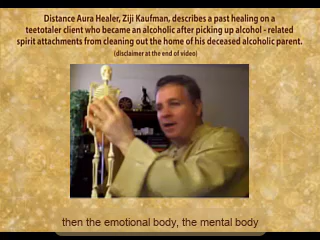 Distance Aura Healer, Ziji Kaufman, describes a past healing on a
teetotaler client who became an alcoholic after picking up alcohol - related
spirit attachments from cleaning out the home of his deceased alcoholic parent.
(disclaimer at the end of video)
then the emotional body, the mental body